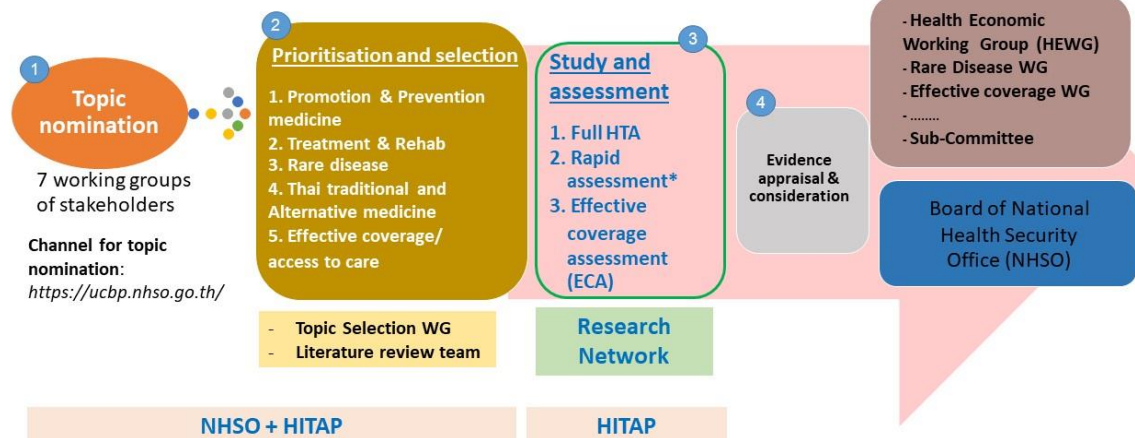 1
Topic
nomination
7 working groups
of stakeholders
Channel for topic
nomination:
https://ucbp.nhso.go.th/
2
Prioritisation and selection
1. Promotion & Prevention
medicine
2. Treatment & Rehab
3. Rare disease
4. Thai traditional and
Alternative medicine
5. Effective coverage/
access to care
- Topic Selection WG
- Literature review team
3
Study and
assessment
1. Full HTA
2. Rapid
assessment*
3. Effective
coverage
assessment
(ECA)
Research
Network
4
Evidence
appraisal &
consideration
- Health Economic
Working Group (HEWG)
- Rare Disease WG
- Effective coverage WG
- ........
- Sub-Committee
Board of National
Health Security
Office (NHSO)
NHSO + HITAP
HITAP